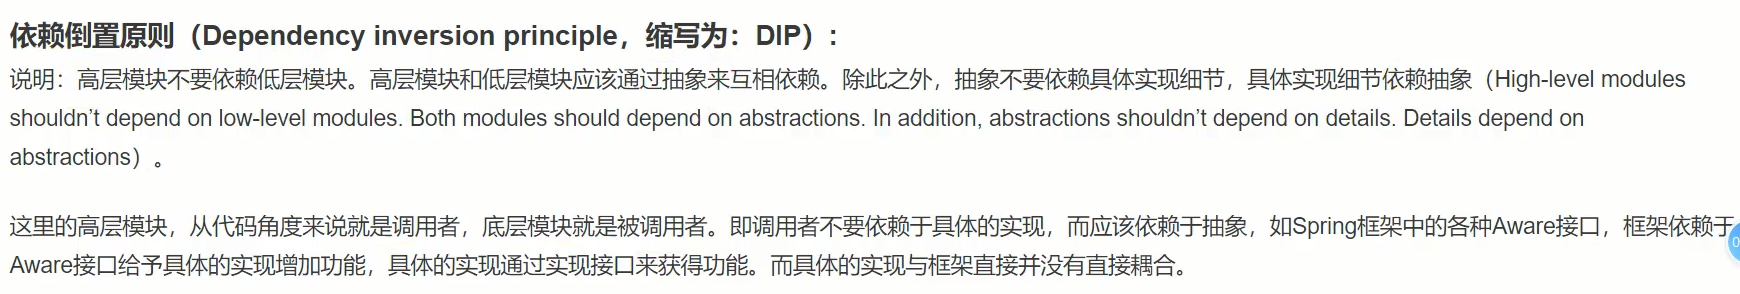 依赖倒置原则（Dependency inversion principle，缩写为：DIP）：
说明：高层模块不要依赖低层模块。高层模块和低层模块应该通过抽象来互相依赖。除此之外，抽象不要依赖具体实现细节，具体实现细节依赖抽象（High-level modules
shouldn’t depend on low-level modules. Both modules should depend on abstractions. In addition, abstractions shouldn’t depend on details. Details depend on
abstractions）。
这里的高层模块，从代码角度来说就是调用者，底层模块就是被调用者。即调用者不要依赖于具体的实现，而应该依赖于抽象，如Spring框架中的各种Aware接口，框架依赖于
Aware接口给予具体的实现增加功能，具体的实现通过实现接口来获得功能。而具体的实现与框架直接并没有直接耦合。